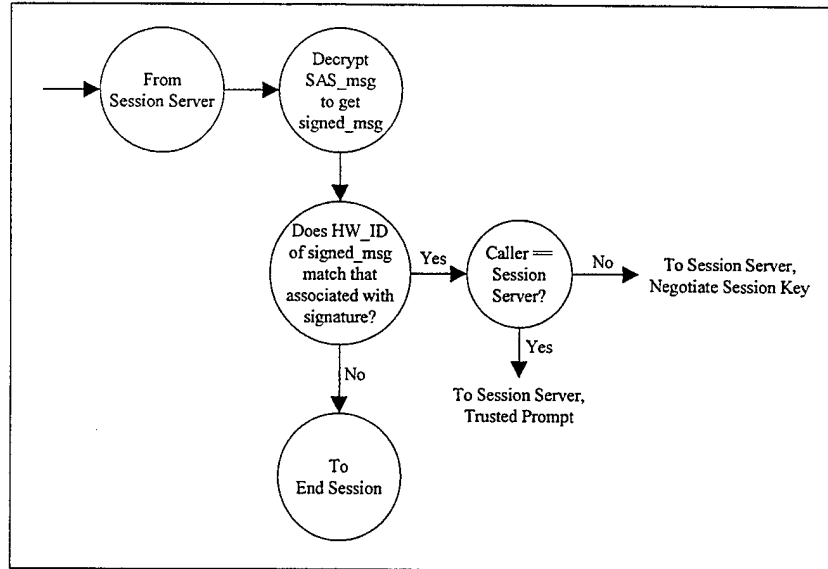 From
Session Server
Decrypt
SAS_msg
to get
signed_msg
Does HW_ID
of signed_msg
match that
associated with
signature?
Yes
Caller ==
Session
Server?
No
To Session Server,
Negotiate Session Key
Yes
To Session Server,
Trusted Prompt
No
To
End Session